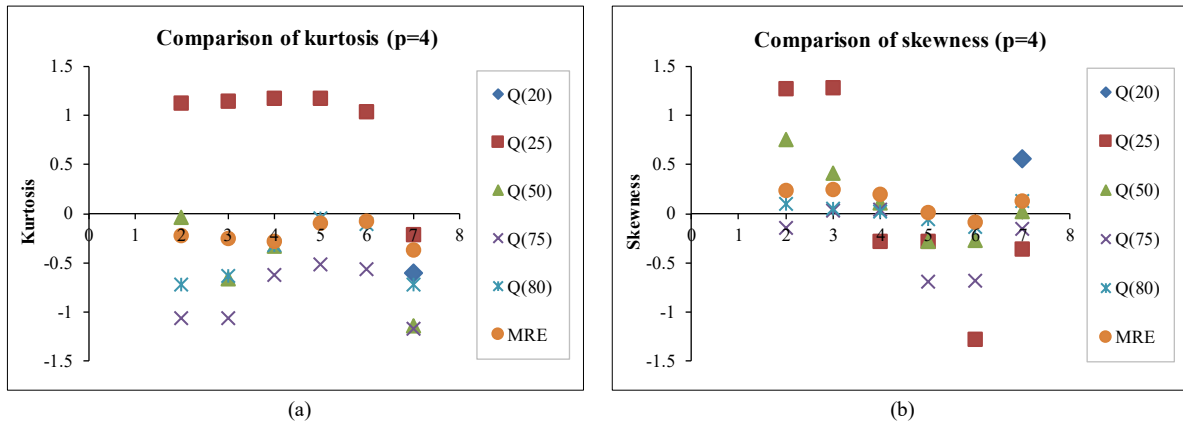 Comparison of kurtosis (p=4)
Kurtosis
1.5
1
0.5
0
-0.5
-1
-1.5
0 1 2 3 4 5 6 7 8
Q(20)
Q(25)
Q(50)
Q(75)
Q(80)
MRE
(a)
Comparison of skewness (p=4)
Skewness
1.5
1
0.5
0
-0.5
-1
-1.5
0 1 2 3 4 5 6 7 8
Q(20)
Q(25)
Q(50)
Q(75)
Q(80)
MRE
(b)